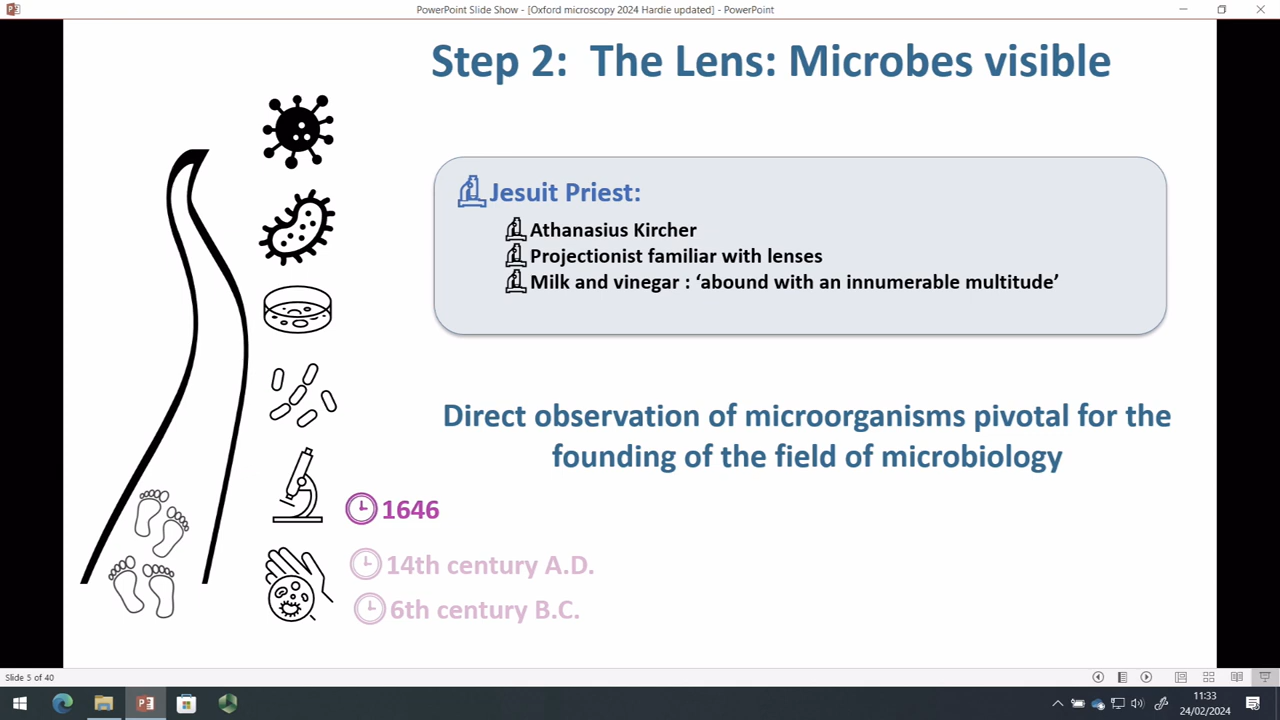 PowerPoint Slide Show - [Oxford microscopy 2024 Hardie updated] - PowerPoint
Step 2:  The Lens: Microbes visible
Jesuit Priest:
Athanasius Kircher
Projectionist familiar with lenses
Milk and vinegar : ‘abound with an innumerable multitude’
Direct observation of microorganisms pivotal for the
founding of the field of microbiology
1646
14th century A.D.
6th century B.C.
Slide 5 of 40
11:33
24/02/2024